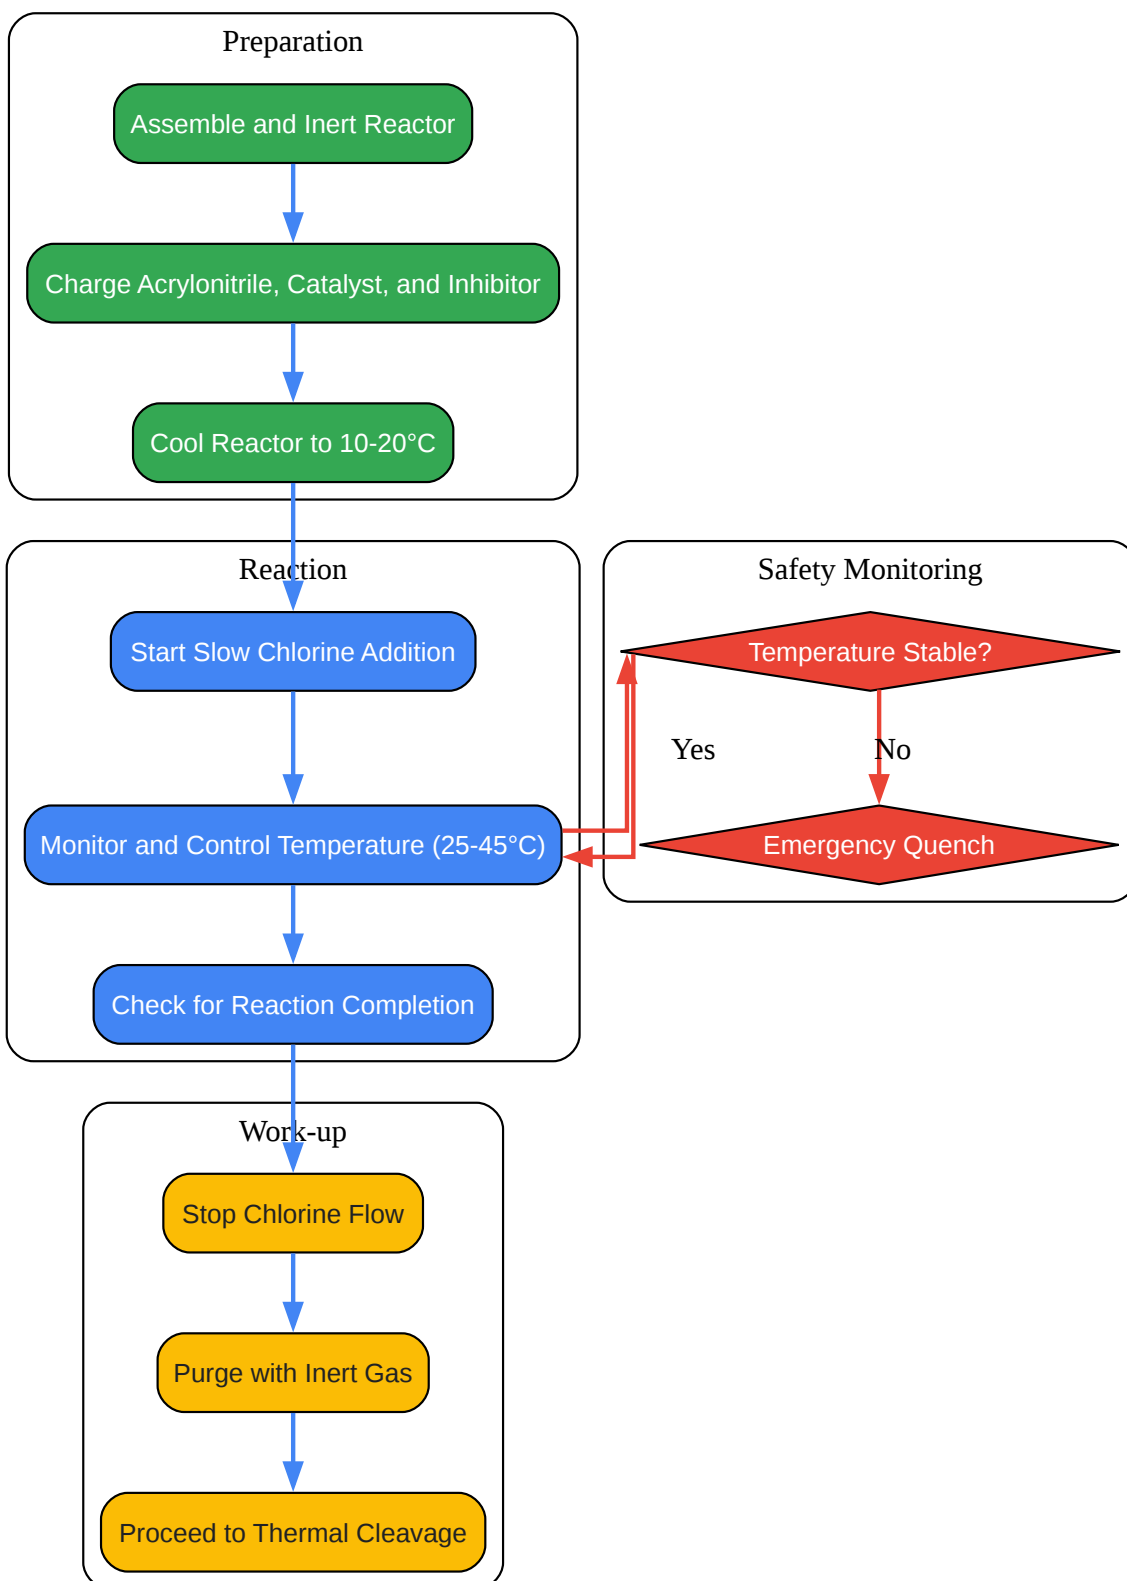 Preparation
Assemble and Inert Reactor
Charge Acrylonitrile, Catalyst, and Inhibitor
Cool Reactor to 10-20°C
Reaction
Start Slow Chlorine Addition
Monitor and Control Temperature (25-45°C)
Check for Reaction Completion
Safety Monitoring
Temperature Stable?
Yes
No
Emergency Quench
Work-up
Stop Chlorine Flow
Purge with Inert Gas
Proceed to Thermal Cleavage